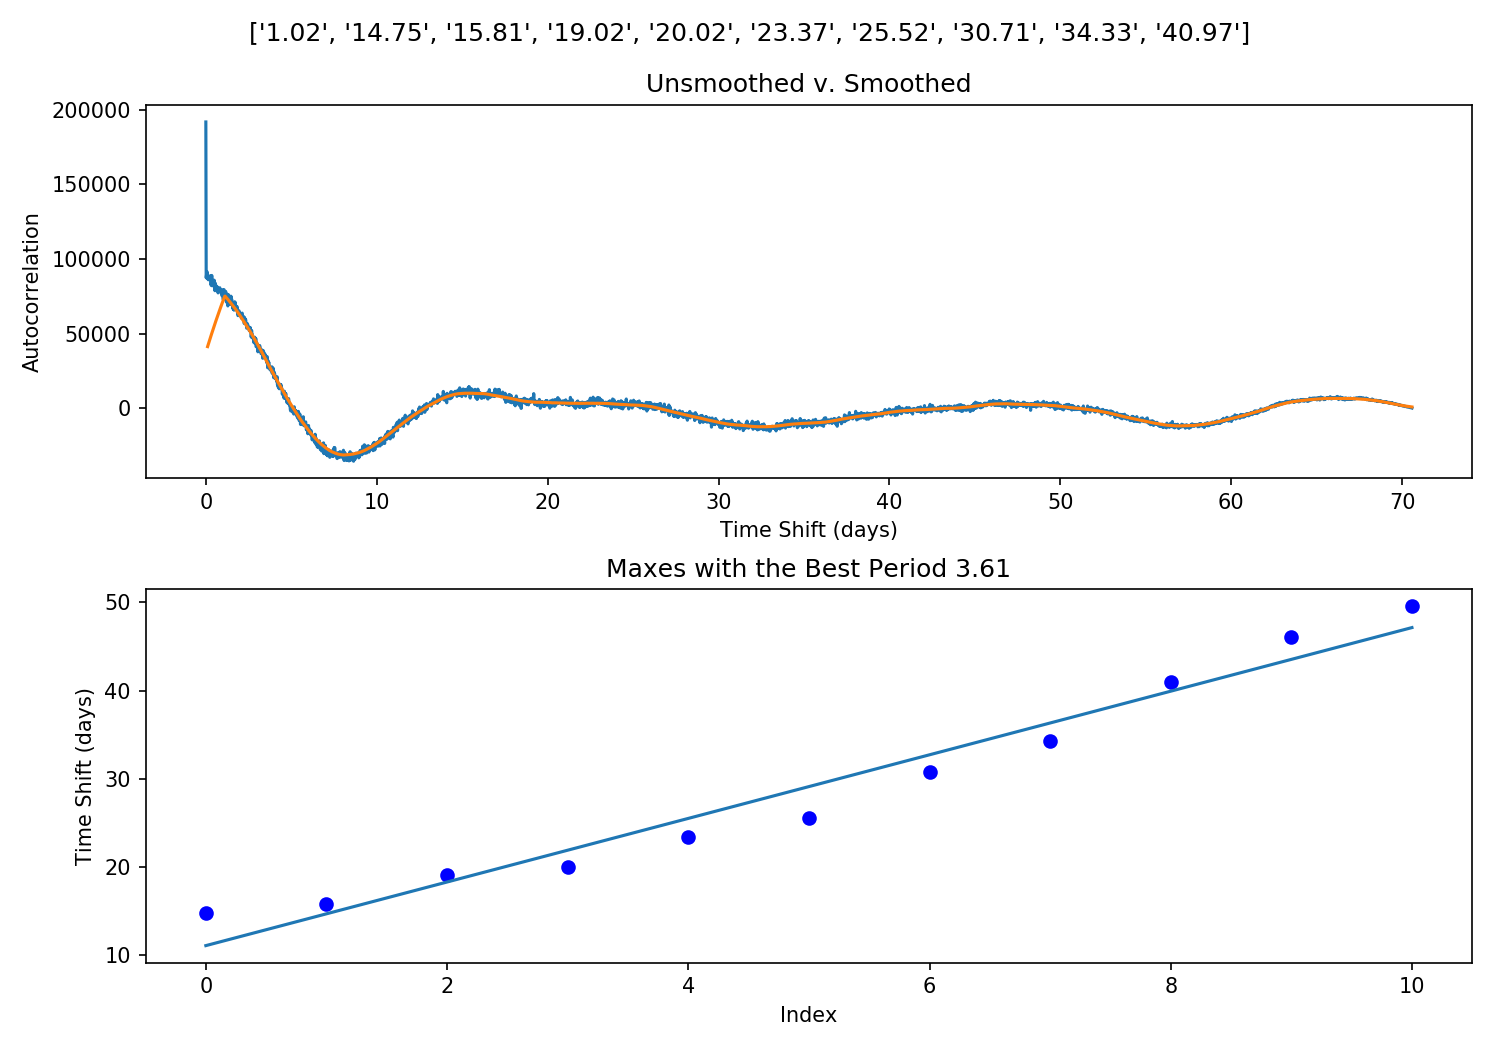 ['1.02', '14.75', '15.81', '19.02', '20.02', '23.37', '25.52', '30.71', '34.33', '40.97']
Unsmoothed v. Smoothed
200000
150000
100000
50000
0
Autocorrelation
0 10 20 30 40 50 60 70
Time Shift (days)
Maxes with the Best Period 3.61
50
40
30
20
10
Time Shift (days)
0 2 4 6 8 10
Index